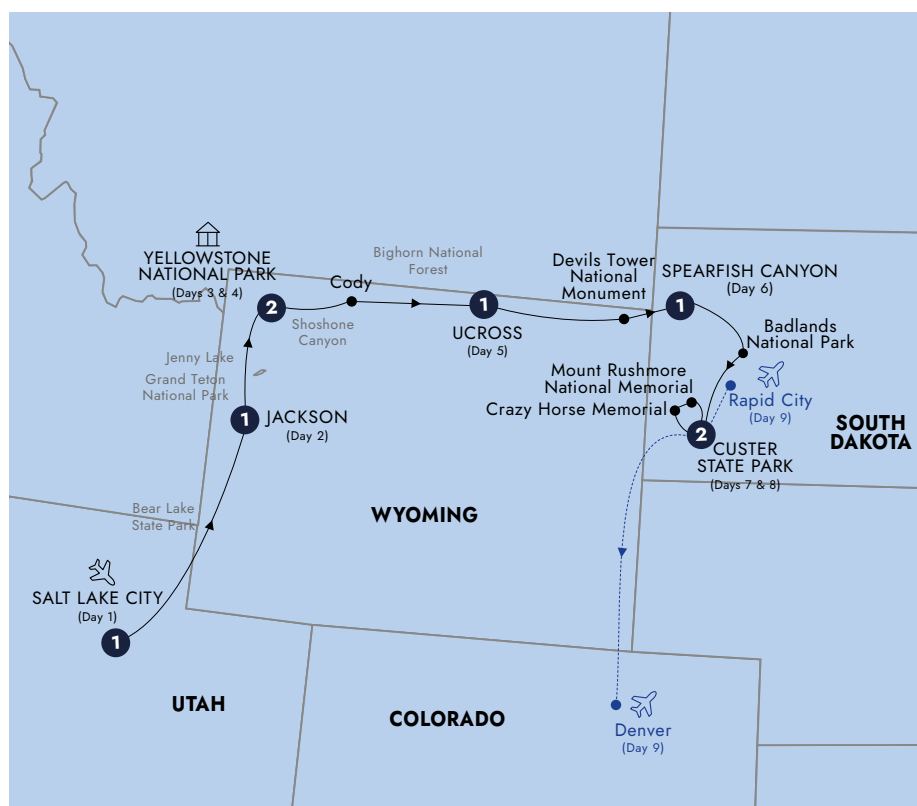 YELLOWSTONE
NATIONAL PARK
(Days 3 & 4)
2
Cody
Shoshone
Canyon
Bighorn National
Forest
1
UCROSS
(Day 5)
Devils Tower
National
Monument
1
SPEARFISH CANYON
(Day 6)
Badlands
National Park
Mount Rushmore
National Memorial
Crazy Horse Memorial
Rapid City
(Day 9)
2
CUSTER
STATE PARK
(Days 7 & 8)
SOUTH
DAKOTA
Jenny Lake
Grand Teton
National Park
1
JACKSON
(Day 2)
Bear Lake
State Park
WYOMING
SALT LAKE CITY
(Day 1)
1
UTAH
COLORADO
Denver
(Day 9)